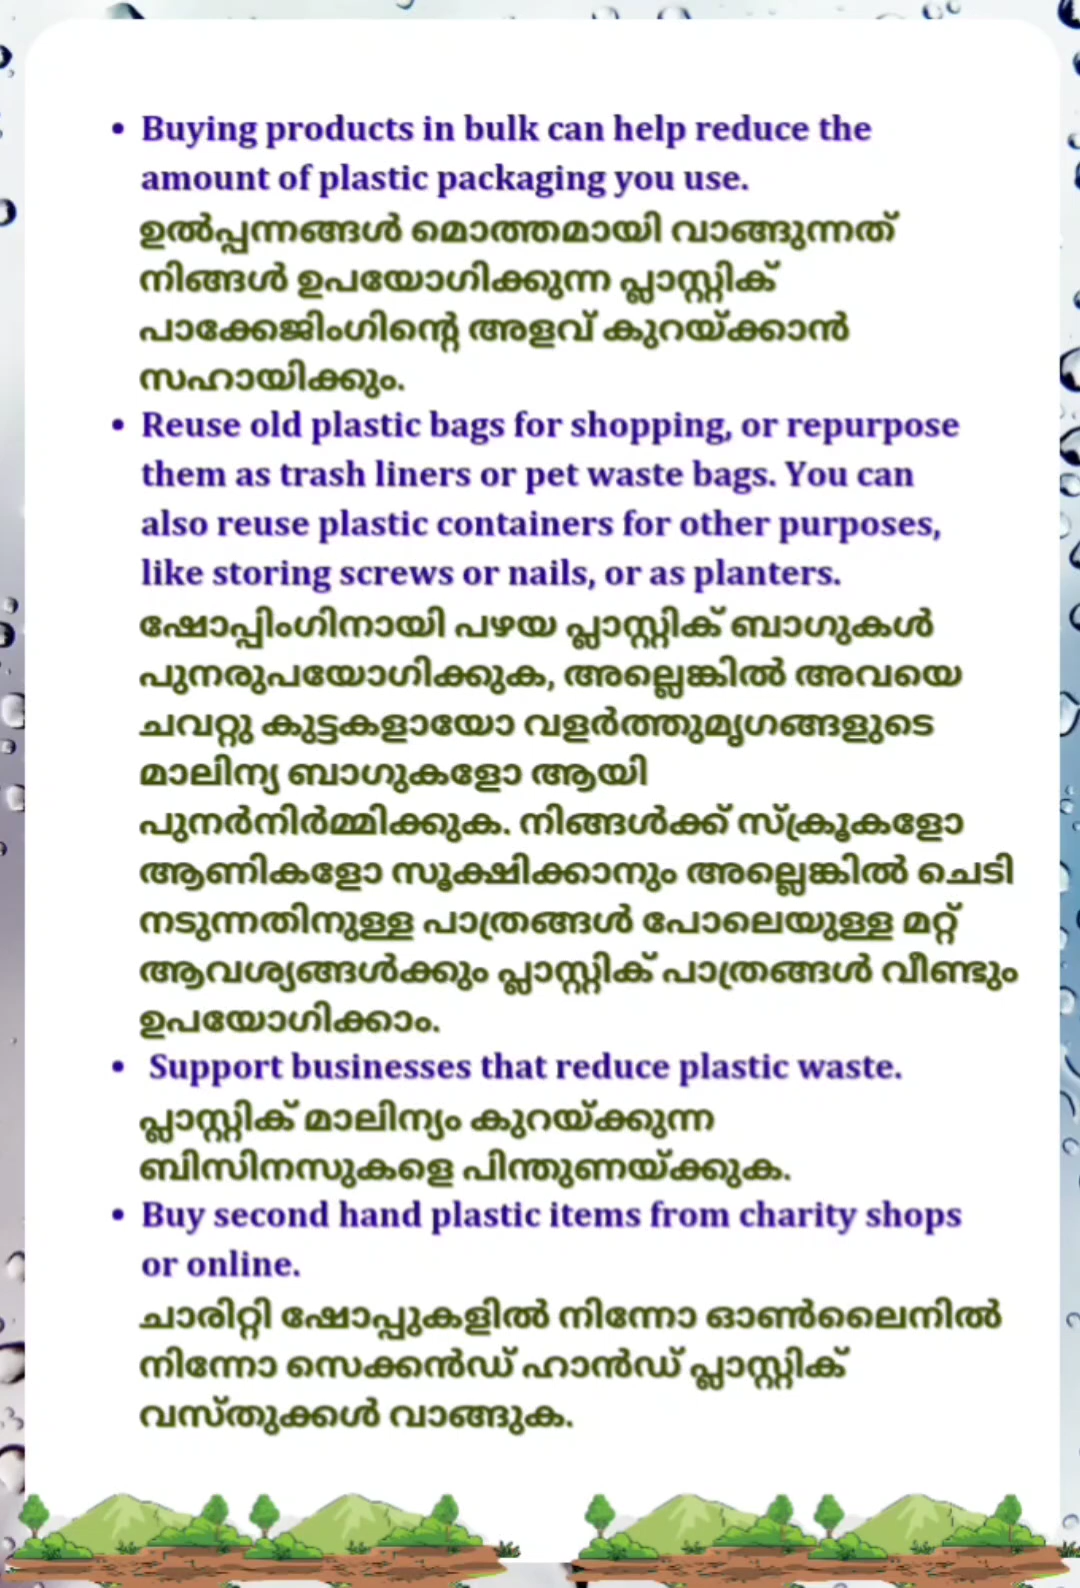 • Buying products in bulk can help reduce the
amount of plastic packaging you use.
ഉൽപ്പന്നങ്ങൾ മൊത്തമായി വാങ്ങുന്നത്
നിങ്ങൾ ഉപയോഗിക്കുന്ന പ്ലാസ്റ്റിക്
പാക്കേജിംഗിന്റെ അളവ് കുറയ്ക്കാൻ
സഹായിക്കും.
• Reuse old plastic bags for shopping, or repurpose
them as trash liners or pet waste bags. You can
also reuse plastic containers for other purposes,
like storing screws or nails, or as planters.
ഷോപ്പിംഗിനായി പഴയ പ്ലാസ്റ്റിക് ബാഗുകൾ
പുനരുപയോഗിക്കുക, അല്ലെങ്കിൽ അവയെ
ചവറ്റു കുട്ടകളായോ വളർത്തുമൃഗങ്ങളുടെ
മാലിന്യ ബാഗുകളോ ആയി
പുനർനിർമ്മിക്കുക. നിങ്ങൾക്ക് സ്ക്രൂകളോ
ആണികളോ സൂക്ഷിക്കാനും അല്ലെങ്കിൽ ചെടി
നടുന്നതിനുള്ള പാത്രങ്ങൾ പോലെയുള്ള മറ്റ്
ആവശ്യങ്ങൾക്കും പ്ലാസ്റ്റിക് പാത്രങ്ങൾ വീണ്ടും
ഉപയോഗിക്കാം.
• Support businesses that reduce plastic waste.
പ്ലാസ്റ്റിക് മാലിന്യം കുറയ്ക്കുന്ന
ബിസിനസുകളെ പിന്തുണയ്ക്കുക.
• Buy second hand plastic items from charity shops
or online.
ചാരിറ്റി ഷോപ്പുകളിൽ നിന്നോ ഓൺലൈനിൽ
നിന്നോ സെക്കൻഡ് ഹാൻഡ് പ്ലാസ്റ്റിക്
വസ്തുക്കൾ വാങ്ങുക.